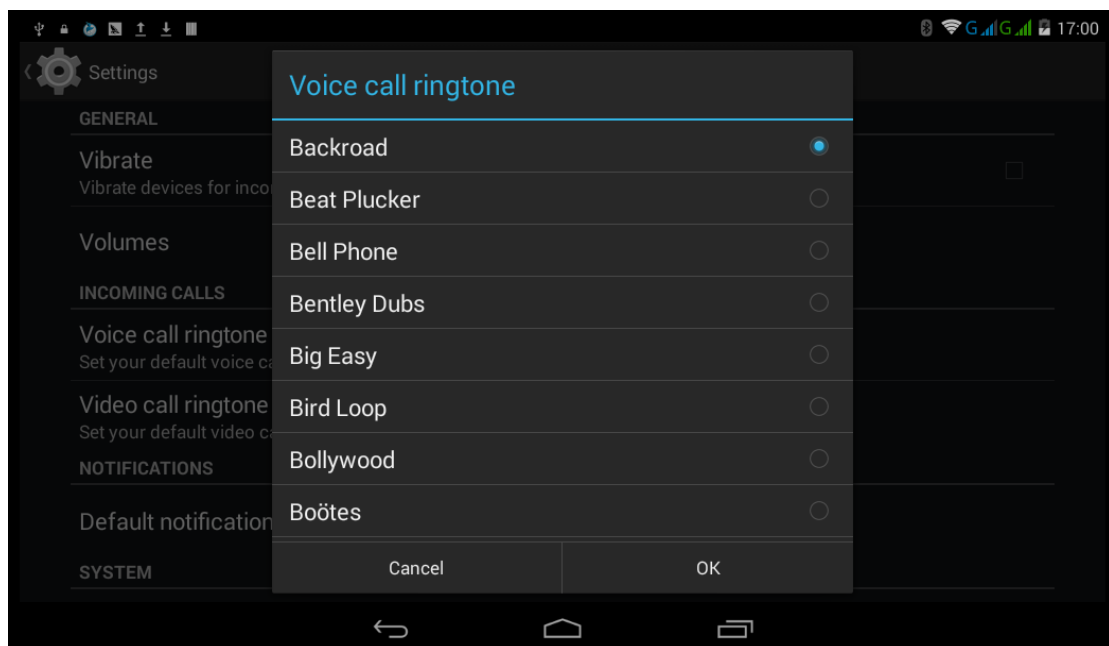 G G 17:00
Settings
Voice call ringtone
GENERAL
Backroad
Vibrate
Vibrate devices for inco
Beat Plucker
Volumes
Bell Phone
INCOMING CALLS
Bentley Dubs
Voice call ringtone
Set your default voice ca
Big Easy
Video call ringtone
Set your default video ca
Bird Loop
NOTIFICATIONS
Bollywood
Default notification
Boötes
SYSTEM
Cancel OK